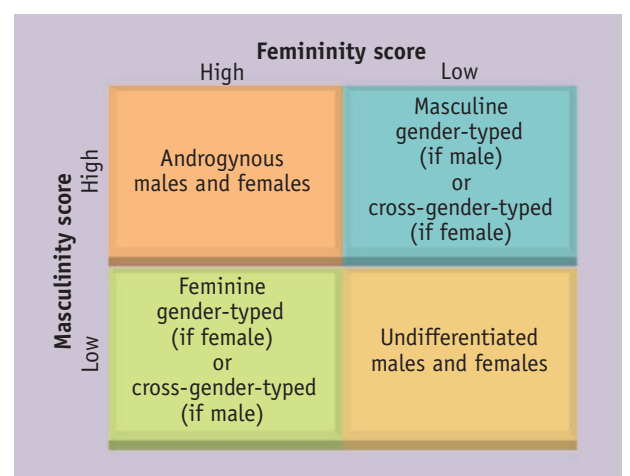 Femininity score
High
Low
Masculinity score
High
Androgynous
males and females
Masculine
gender-typed
(if male)
or
cross-gender-typed
(if female)
Low
Feminine
gender-typed
(if female)
or
cross-gender-typed
(if male)
Undifferentiated
males and females